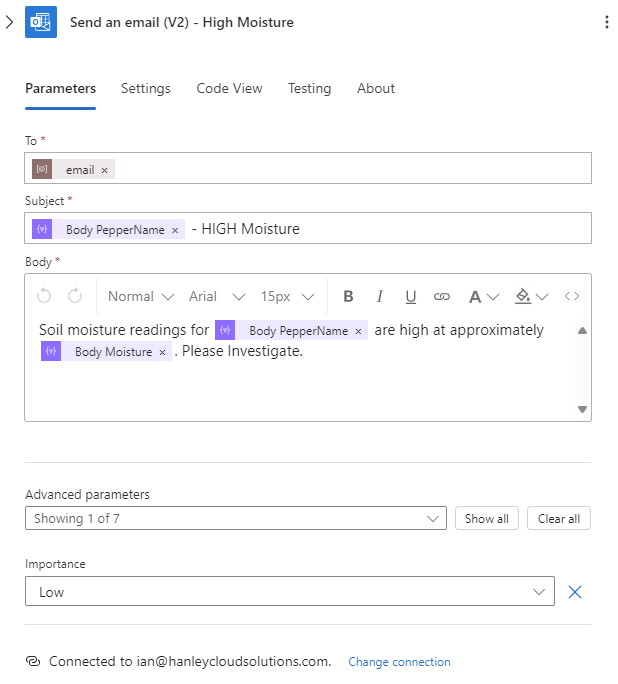 Send an email (V2) - High Moisture
Parameters Settings Code View Testing About
To *
email ×
Subject *
{v} Body PepperName × - HIGH Moisture
Body *
Normal Arial 15px B I U A <>
Soil moisture readings for {v} Body PepperName × are high at approximately
{v} Body Moisture × . Please Investigate.
Advanced parameters
Showing 1 of 7 Show all Clear all
Importance
Low
Connected to ian@hanleycloudsolutions.com. Change connection